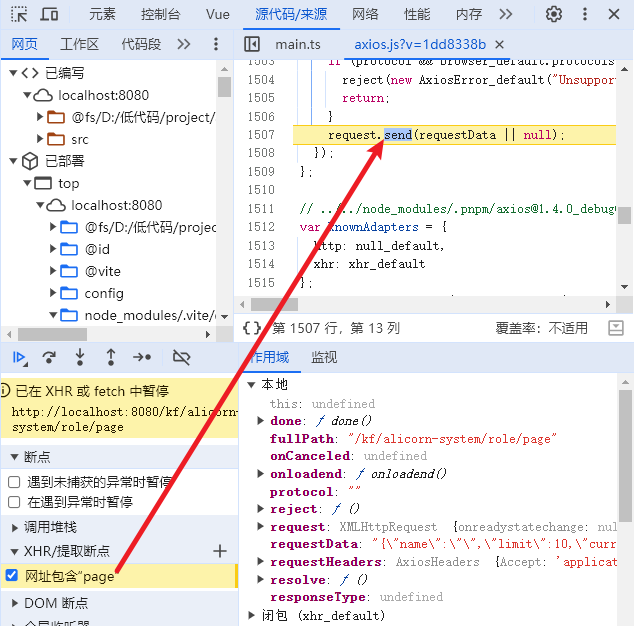 元素 控制台 Vue 源代码/来源 网络 性能 内存
网页 工作区 代码段
main.ts axios.js?v=1dd8338b ×
已编写
localhost:8080
@fs/D:/低代码/project/
src
已部署
top
localhost:8080
@fs/D:/低代码/projec
@id
@vite
config
node_modules/.vite/
1503 if (protocol && browser_default.protocols
1504 reject(new AxiosError_default("Unsuppor
1505 return;
1506 }
1507 request.send(requestData || null);
1508 });
1509 };
1510
1511 // ../../node_modules/.pnpm/axios@1.4.0_debu
1512 var knownAdapters = {
1513 http: null_default,
1514 xhr: xhr_default
1515 };
{} 第 1507 行，第 13 列 覆盖率：不适用
已在 XHR 或 fetch 中暂停
http://localhost:8080/kf/alicorn-
system/role/page
断点
遇到未捕获的异常时暂停
在遇到异常时暂停
调用堆栈
XHR/提取断点
网址包含“page”
DOM 断点
全局监听器
作用域 监视
本地
this: undefined
done: ƒ done()
fullPath: "/kf/alicorn-system/role/page"
onCanceled: undefined
onloadend: ƒ onloadend()
protocol: ""
reject: ƒ ()
request: XMLHttpRequest {onreadystatechange: nul
requestData: "{\"name\":\"\",\"limit\":10,\"curr
requestHeaders: AxiosHeaders {Accept: 'applicat
resolve: ƒ ()
responseType: undefined
闭包 (xhr_default)